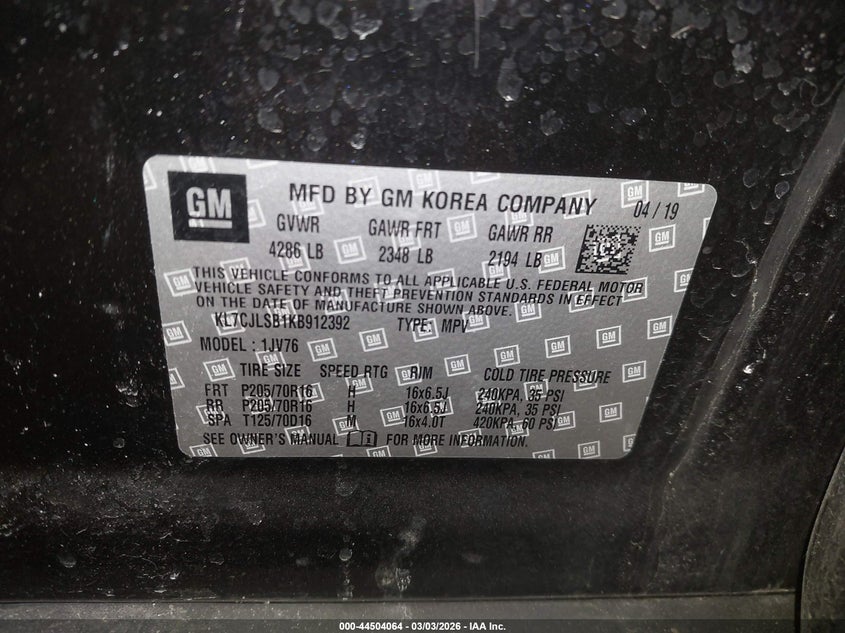 GM MFD BY GM KOREA COMPANY 04 / 19
GVWR GAWR FRT GAWR RR
4286 LB 2348 LB 2194 LB
THIS VEHICLE CONFORMS TO ALL APPLICABLE U.S. FEDERAL MOTOR
VEHICLE SAFETY AND THEFT PREVENTION STANDARDS IN EFFECT
ON THE DATE OF MANUFACTURE SHOWN ABOVE.
KL7CJLSB1KB912392 TYPE: MPV
MODEL : 1JV76
TIRE SIZE SPEED RTG RIM COLD TIRE PRESSURE
FRT P205/70R16 H 16x6.5J 240KPA, 35 PSI
RR P205/70R16 H 16x6.5J 240KPA, 35 PSI
SPA T125/70D16 M 16x4.0T 420KPA, 60 PSI
SEE OWNER'S MANUAL FOR MORE INFORMATION.
000-44504064 | 03/03/2026 - IAA Inc.